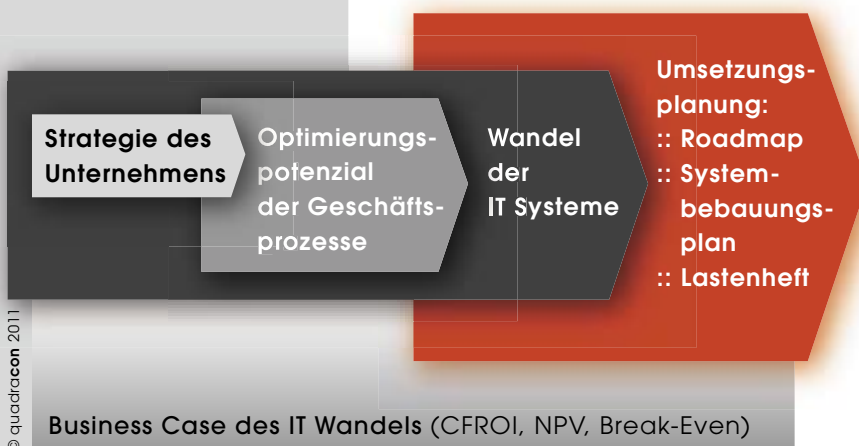 Strategie des
Unternehmens
Optimierungs-
potenzial
der Geschäfts-
prozesse
Wandel
der
IT Systeme
Umsetzungs-
planung:
:: Roadmap
:: System-
bebauungs-
plan
:: Lastenheft
© quadracon 2011
Business Case des IT Wandels (CFROI, NPV, Break-Even)